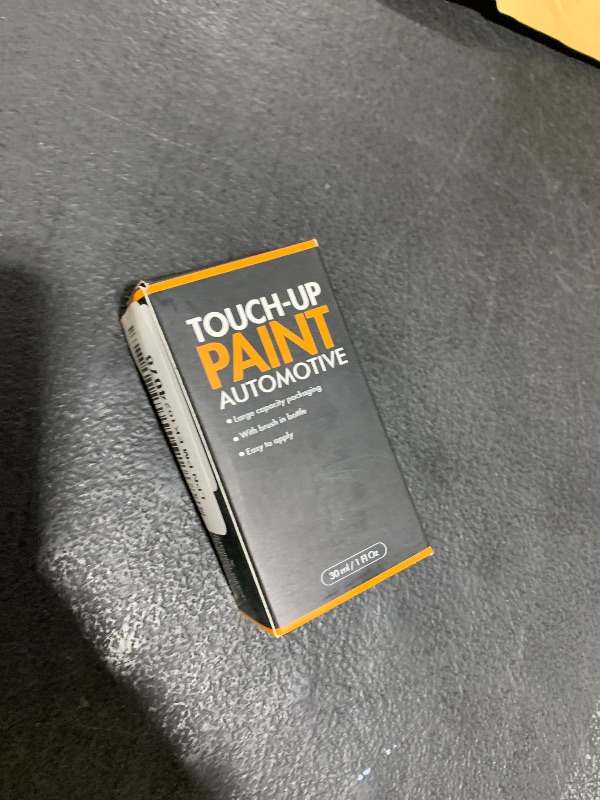 TOUCH-UP
PAINT
AUTOMOTIVE
• Large capacity packaging
• With brush in bottle
• Easy to apply
30 ml / 1 Fl Oz